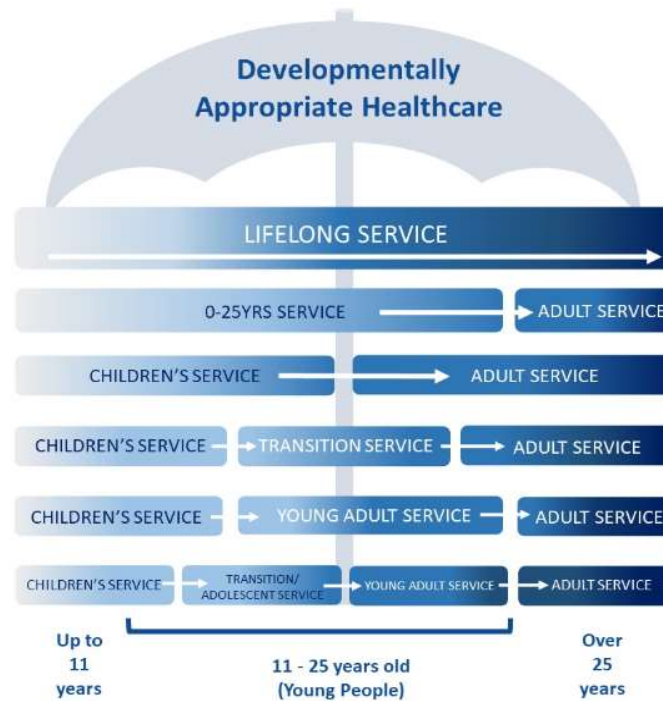 Developmentally
Appropriate Healthcare
LIFELONG SERVICE
0-25YRS SERVICE
ADULT SERVICE
CHILDREN'S SERVICE
ADULT SERVICE
CHILDREN'S SERVICE
TRANSITION SERVICE
ADULT SERVICE
CHILDREN'S SERVICE
YOUNG ADULT SERVICE
ADULT SERVICE
CHILDREN'S SERVICE
TRANSITION/
ADOLESCENT SERVICE
YOUNG ADULT SERVICE
ADULT SERVICE
Up to
11
years
11 - 25 years old
(Young People)
Over
25
years